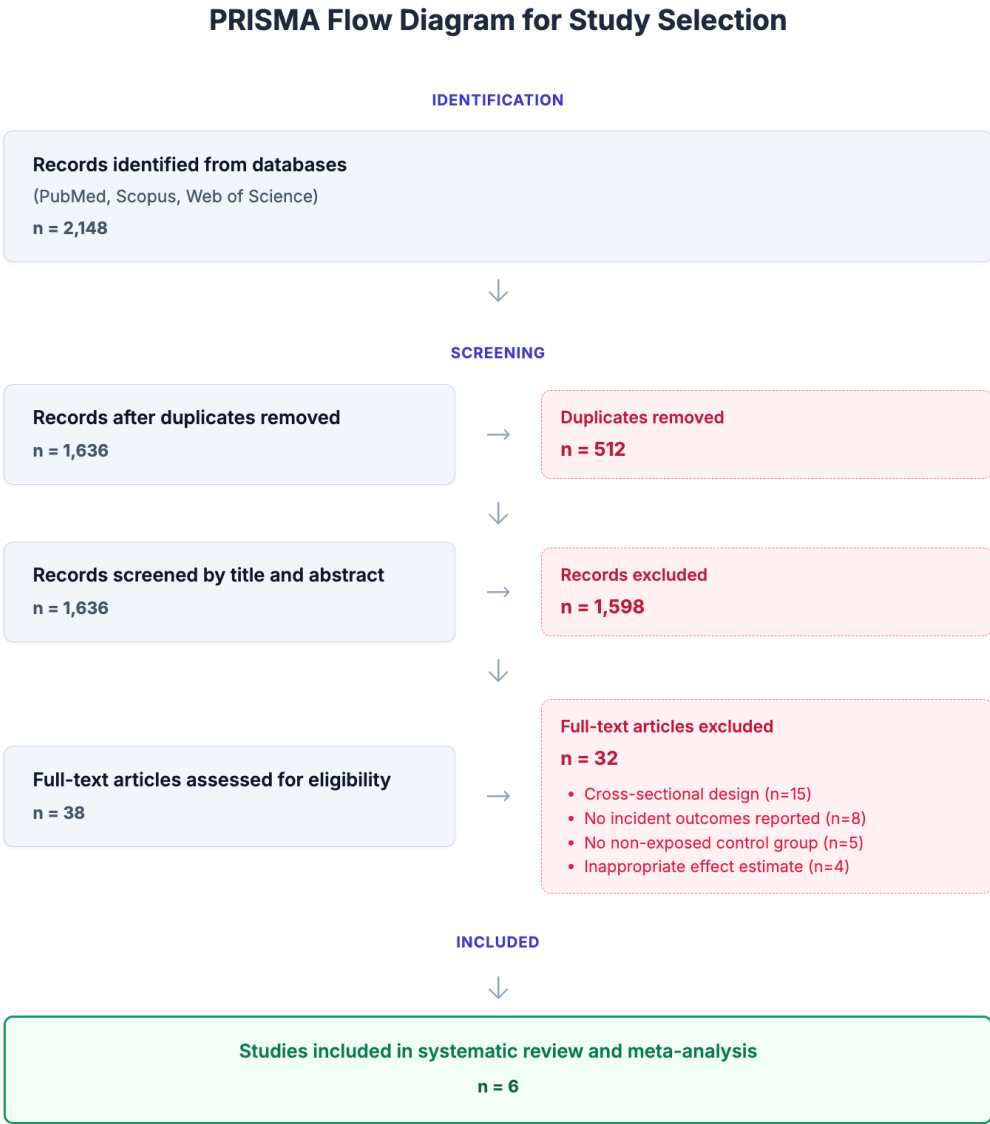 PRISMA Flow Diagram for Study Selection
IDENTIFICATION
Records identified from databases
(PubMed, Scopus, Web of Science)
n = 2,148
SCREENING
Records after duplicates removed
n = 1,636
Duplicates removed
n = 512
Records screened by title and abstract
n = 1,636
Records excluded
n = 1,598
Full-text articles assessed for eligibility
n = 38
Full-text articles excluded
n = 32
• Cross-sectional design (n=15)
• No incident outcomes reported (n=8)
• No non-exposed control group (n=5)
• Inappropriate effect estimate (n=4)
INCLUDED
Studies included in systematic review and meta-analysis
n = 6